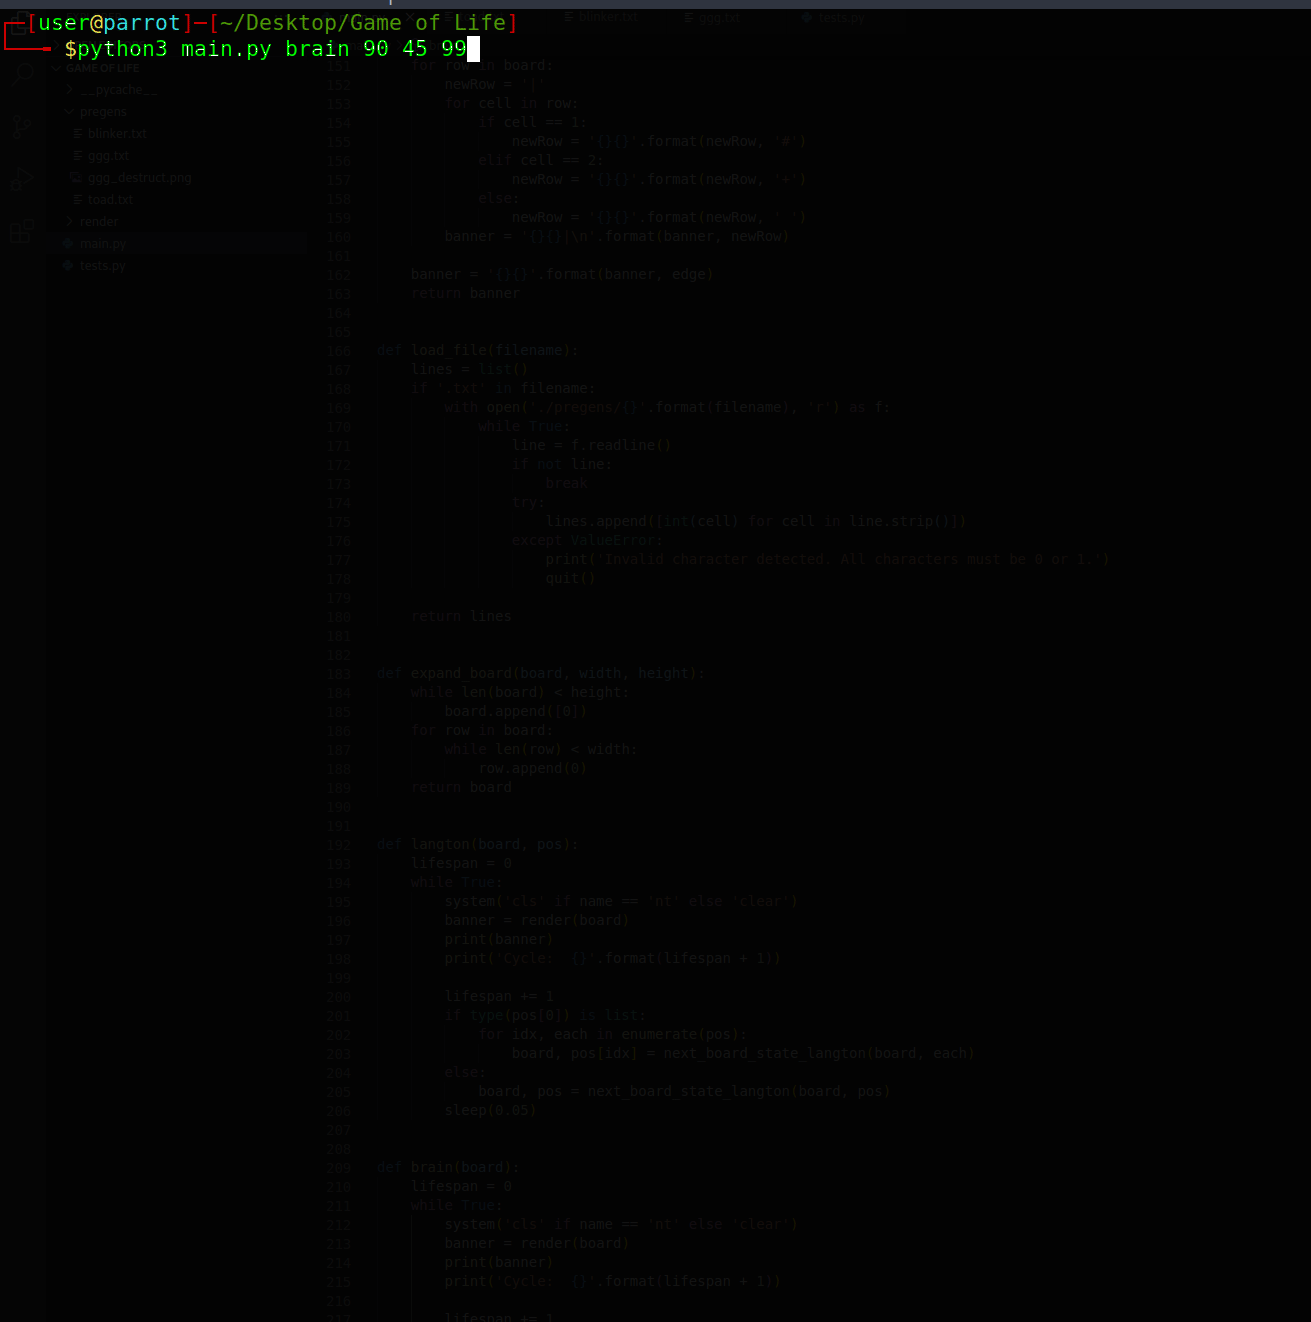 [user@parrot]─[~/Desktop/Game of Life]
$python3 main.py brain 90 45 99
blinker.txt
ggg.txt
tests.py
GAME OF LIFE
__pycache__
pregens
blinker.txt
ggg.txt
ggg_destruct.png
toad.txt
render
main.py
tests.py
151 for row in board:
152 newRow = '|'
153 for cell in row:
154 if cell == 1:
155 newRow = '{}{}'.format(newRow, '#')
156 elif cell == 2:
157 newRow = '{}{}'.format(newRow, '+')
158 else:
159 newRow = '{}{}'.format(newRow, ' ')
160 banner = '{}{}|\n'.format(banner, newRow)
161
162 banner = '{}{}'.format(banner, edge)
163 return banner
164
165
166 def load_file(filename):
167 lines = list()
168 if '.txt' in filename:
169 with open('./pregens/{}'.format(filename), 'r') as f:
170 while True:
171 line = f.readline()
172 if not line:
173 break
174 try:
175 lines.append([int(cell) for cell in line.strip()])
176 except ValueError:
177 print('Invalid character detected. All characters must be 0 or 1.')
178 quit()
179
180 return lines
181
182
183 def expand_board(board, width, height):
184 while len(board) < height:
185 board.append([0])
186 for row in board:
187 while len(row) < width:
188 row.append(0)
189 return board
190
191
192 def langton(board, pos):
193 lifespan = 0
194 while True:
195 system('cls' if name == 'nt' else 'clear')
196 banner = render(board)
197 print(banner)
198 print('Cycle:  {}'.format(lifespan + 1))
199
200 lifespan += 1
201 if type(pos[0]) is list:
202 for idx, each in enumerate(pos):
203 board, pos[idx] = next_board_state_langton(board, each)
204 else:
205 board, pos = next_board_state_langton(board, pos)
206 sleep(0.05)
207
208
209 def brain(board):
210 lifespan = 0
211 while True:
212 system('cls' if name == 'nt' else 'clear')
213 banner = render(board)
214 print(banner)
215 print('Cycle:  {}'.format(lifespan + 1))
216
217 lifespan += 1